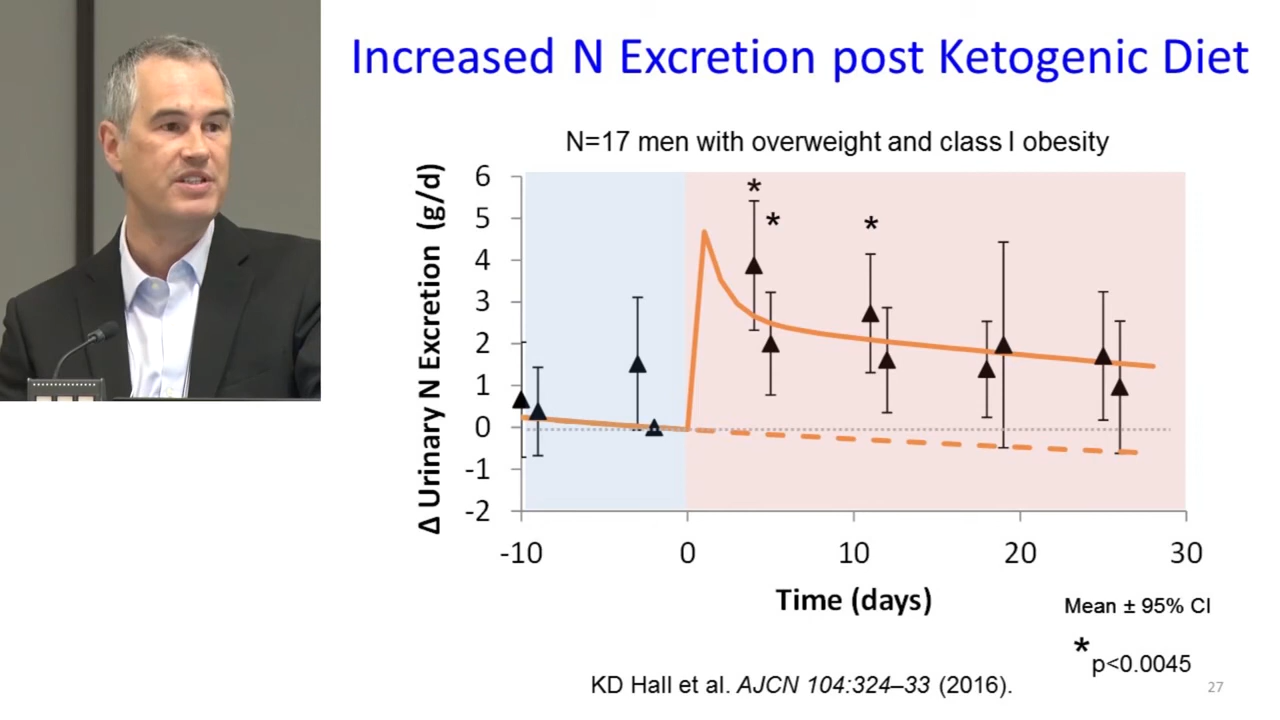 Increased N Excretion post Ketogenic Diet
N=17 men with overweight and class I obesity
Δ Urinary N Excretion (g/d)
6
5
4
3
2
1
0
-1
-2
* * *
-10 0 10 20 30
Time (days)
Mean ± 95% CI
*p<0.0045
KD Hall et al. AJCN 104:324–33 (2016).
27